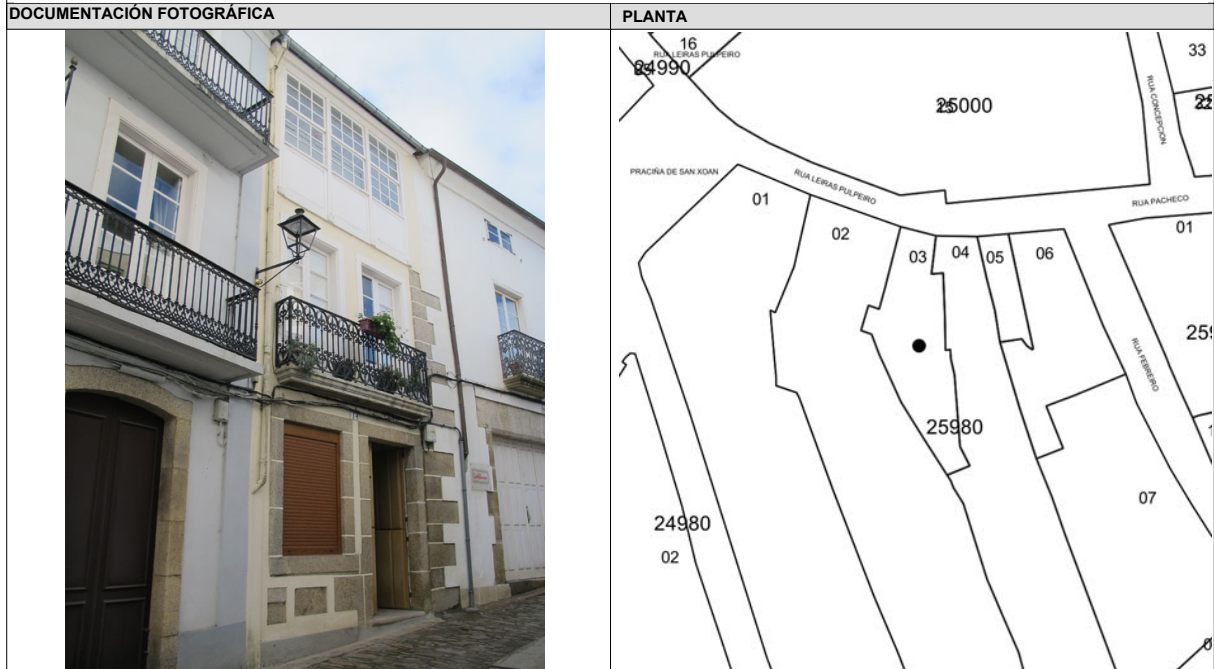 DOCUMENTACIÓN FOTOGRÁFICA
PLANTA
16
RUA LEIRAS PULPEIRO
24990
25000
33
RUA CONCEPCION
PRACIÑA DE SAN XOAN
RUA LEIRAS PULPEIRO
RUA PACHECO
01
02
03
04
05
06
01
RUA FEBREIRO
25980
24980
02
07